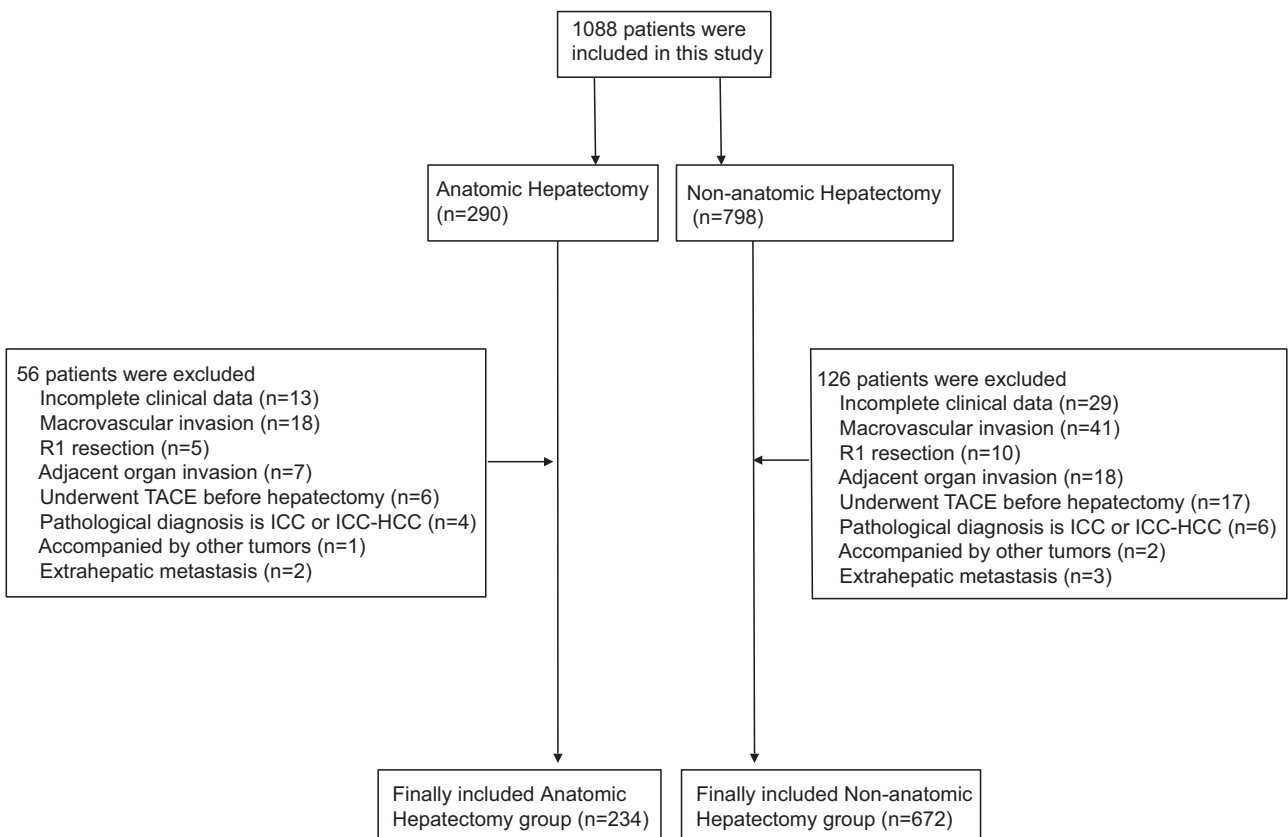 1088 patients were
included in this study
Anatomic Hepatectomy
(n=290)
Non-anatomic Hepatectomy
(n=798)
56 patients were excluded
Incomplete clinical data (n=13)
Macrovascular invasion (n=18)
R1 resection (n=5)
Adjacent organ invasion (n=7)
Underwent TACE before hepatectomy (n=6)
Pathological diagnosis is ICC or ICC-HCC (n=4)
Accompanied by other tumors (n=1)
Extrahepatic metastasis (n=2)
126 patients were excluded
Incomplete clinical data (n=29)
Macrovascular invasion (n=41)
R1 resection (n=10)
Adjacent organ invasion (n=18)
Underwent TACE before hepatectomy (n=17)
Pathological diagnosis is ICC or ICC-HCC (n=6)
Accompanied by other tumors (n=2)
Extrahepatic metastasis (n=3)
Finally included Anatomic
Hepatectomy group (n=234)
Finally included Non-anatomic
Hepatectomy group (n=672)